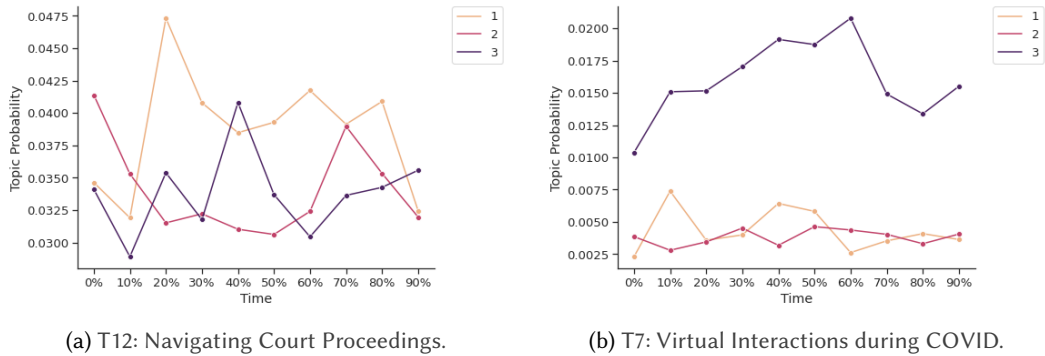 0.0475
0.0450
0.0425
0.0400
0.0375
0.0350
0.0325
0.0300
Topic Probability
0% 10% 20% 30% 40% 50% 60% 70% 80% 90%
Time
1
2
3
(a) T12: Navigating Court Proceedings.
0.0200
0.0175
0.0150
0.0125
0.0100
0.0075
0.0050
0.0025
Topic Probability
0% 10% 20% 30% 40% 50% 60% 70% 80% 90%
Time
1
2
3
(b) T7: Virtual Interactions during COVID.